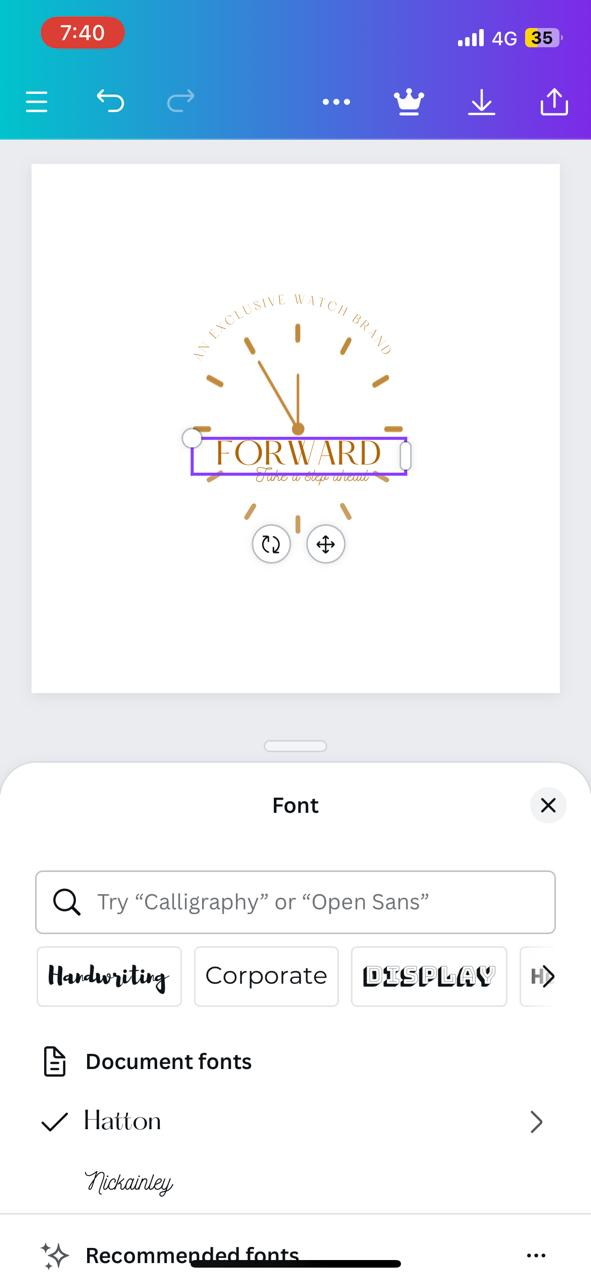 7:40
4G
35
AN EXCLUSIVE WATCH BRAND
FORWARD
Take a step ahead
Font
Try “Calligraphy” or “Open Sans”
Handwriting
Corporate
DISPLAY
H
Document fonts
Hatton
Nickainley
Recommended fonts